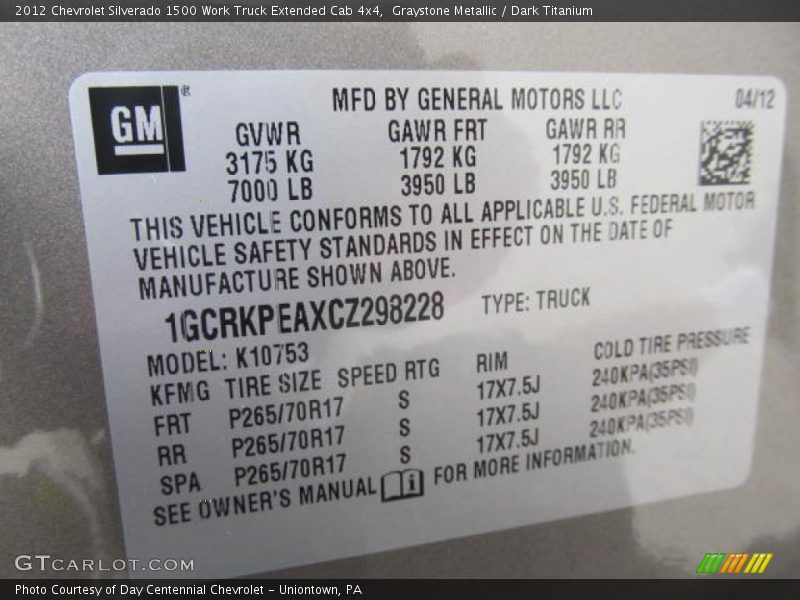 2012 Chevrolet Silverado 1500 Work Truck Extended Cab 4x4, Graystone Metallic / Dark Titanium
GM® MFD BY GENERAL MOTORS LLC 04/12
GVWR GAWR FRT GAWR RR
3175 KG 1792 KG 1792 KG
7000 LB 3950 LB 3950 LB
THIS VEHICLE CONFORMS TO ALL APPLICABLE U.S. FEDERAL MOTOR
VEHICLE SAFETY STANDARDS IN EFFECT ON THE DATE OF
MANUFACTURE SHOWN ABOVE.
1GCRKPEAXCZ298228 TYPE: TRUCK
MODEL: K10753
KFMG TIRE SIZE SPEED RTG RIM COLD TIRE PRESSURE
FRT P265/70R17 S 17X7.5J 240KPA(35PSI)
RR P265/70R17 S 17X7.5J 240KPA(35PSI)
SPA P265/70R17 S 17X7.5J 240KPA(35PSI)
SEE OWNER'S MANUAL i FOR MORE INFORMATION.
GTCARLOT.COM
Photo Courtesy of Day Centennial Chevrolet - Uniontown, PA